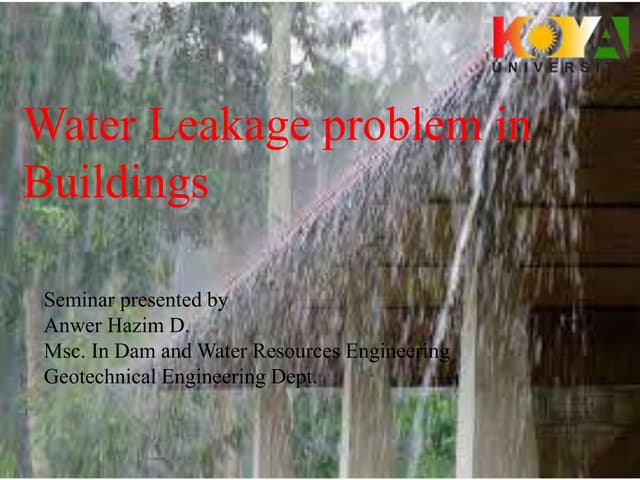 KOYA
UNIVERSITY
Water Leakage problem in
Buildings
Seminar presented by
Anwer Hazim D.
Msc. In Dam and Water Resources Engineering
Geotechnical Engineering Dept.